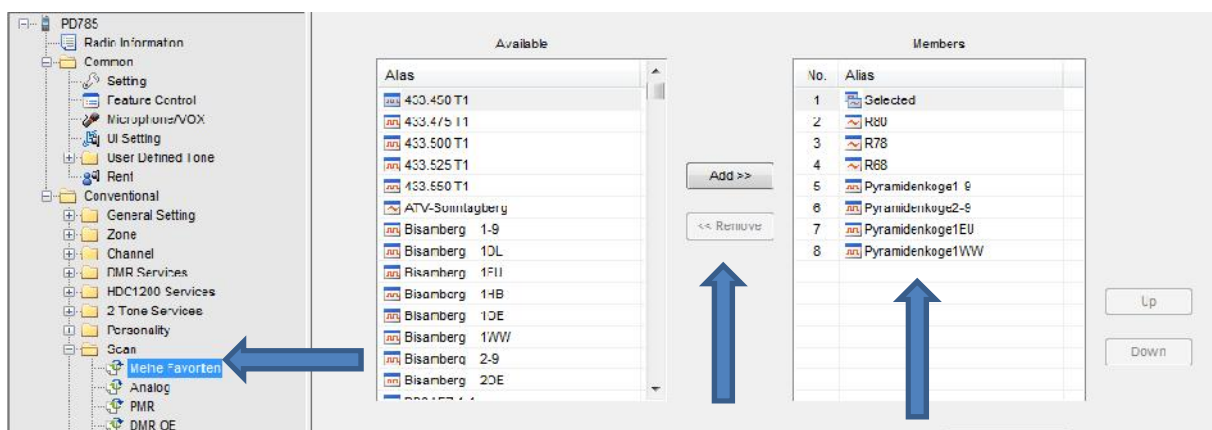 PD785
Radio Information
Common
Setting
Feature Control
Microphone/VOX
UI Setting
User Defined Tone
Rent
Conventional
General Setting
Zone
Channel
DMR Services
HDC1200 Services
2 Tone Services
Personality
Scan
Meine Favoriten
Analog
PMR
DMR OE
Available
Alias
433.450 T1
433.475 T1
433.500 T1
433.525 T1
433.550 T1
ATV-Sonntagberg
Bisamberg 1-9
Bisamberg 1DL
Bisamberg 1EU
Bisamberg 1HB
Bisamberg 1OE
Bisamberg 1WW
Bisamberg 2-9
Bisamberg 2OE
Add >>
<< Remove
Members
No. Alias
1 Selected
2 R80
3 R78
4 R68
5 Pyramidenkoge1-9
6 Pyramidenkoge2-9
7 Pyramidenkoge1EU
8 Pyramidenkoge1WW
Up
Down